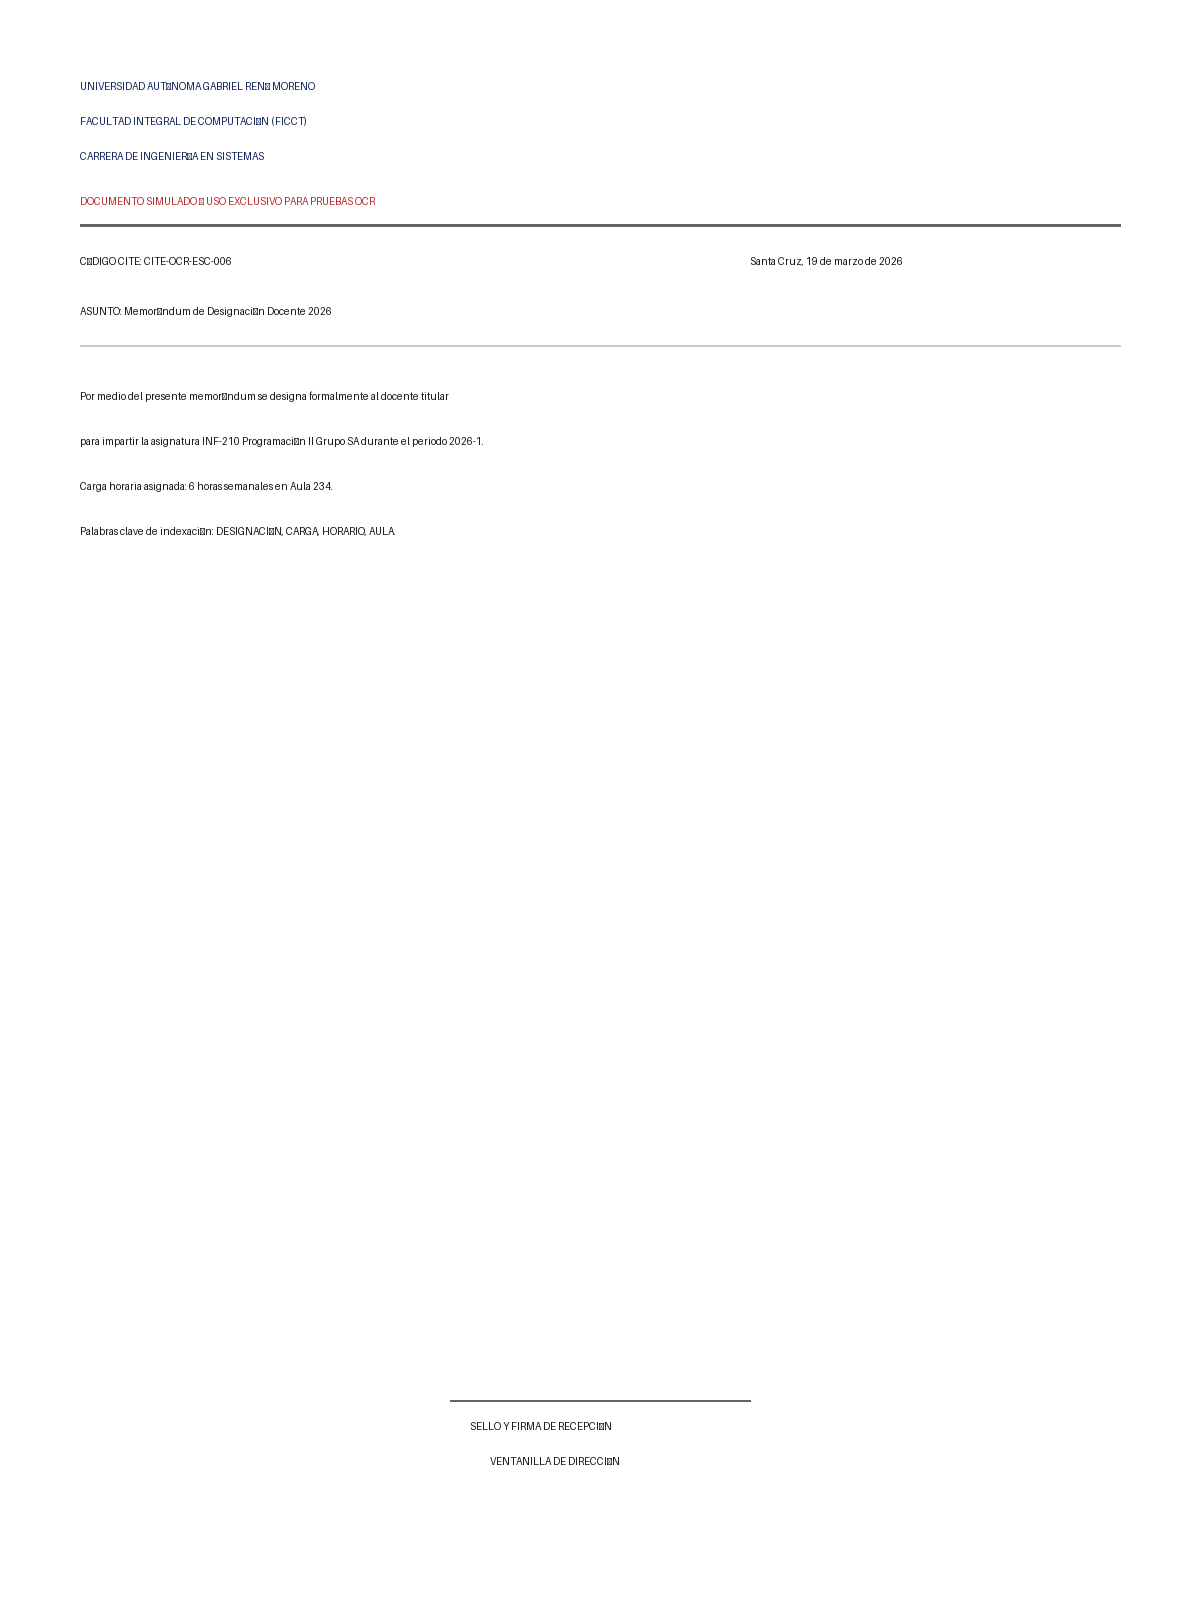 UNIVERSIDAD AUT▯NOMA GABRIEL REN▯ MORENO
FACULTAD INTEGRAL DE COMPUTACI▯N (FICCT)
CARRERA DE INGENIER▯A EN SISTEMAS
DOCUMENTO SIMULADO ▯ USO EXCLUSIVO PARA PRUEBAS OCR
C▯DIGO CITE: CITE-OCR-ESC-006 Santa Cruz, 19 de marzo de 2026
ASUNTO: Memor▯ndum de Designaci▯n Docente 2026
Por medio del presente memor▯ndum se designa formalmente al docente titular
para impartir la asignatura INF-210 Programaci▯n II Grupo SA durante el periodo 2026-1.
Carga horaria asignada: 6 horas semanales en Aula 234.
Palabras clave de indexaci▯n: DESIGNACI▯N, CARGA, HORARIO, AULA.
SELLO Y FIRMA DE RECEPCI▯N
VENTANILLA DE DIRECCI▯N